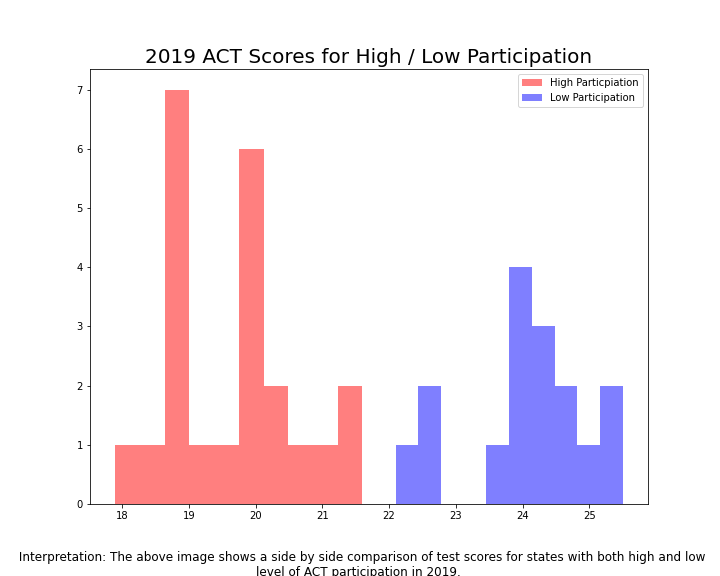 2019 ACT Scores for High / Low Participation
High Particpiation
Low Participation
7
6
5
4
3
2
1
0
18 19 20 21 22 23 24 25
Interpretation: The above image shows a side by side comparison of test scores for states with both high and low
level of ACT participation in 2019.